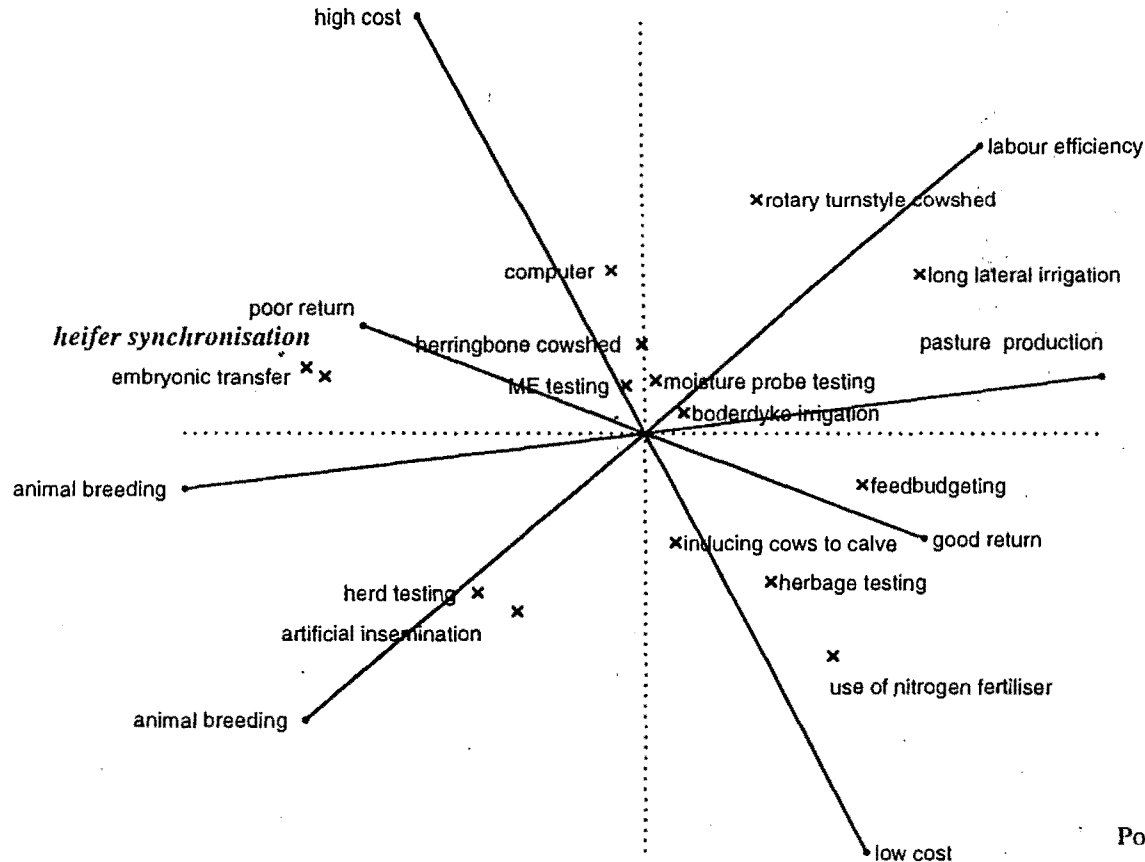 high cost
labour efficiency
rotary turnstyle cowshed
computer
long lateral irrigation
poor return
heifer synchronisation
herringbone cowshed
pasture production
embryonic transfer
ME testing
moisture probe testing
boderdyke irrigation
animal breeding
feedbudgeting
inducing cows to calve
good return
herd testing
herbage testing
artificial insemination
use of nitrogen fertiliser
animal breeding
Po
low cost